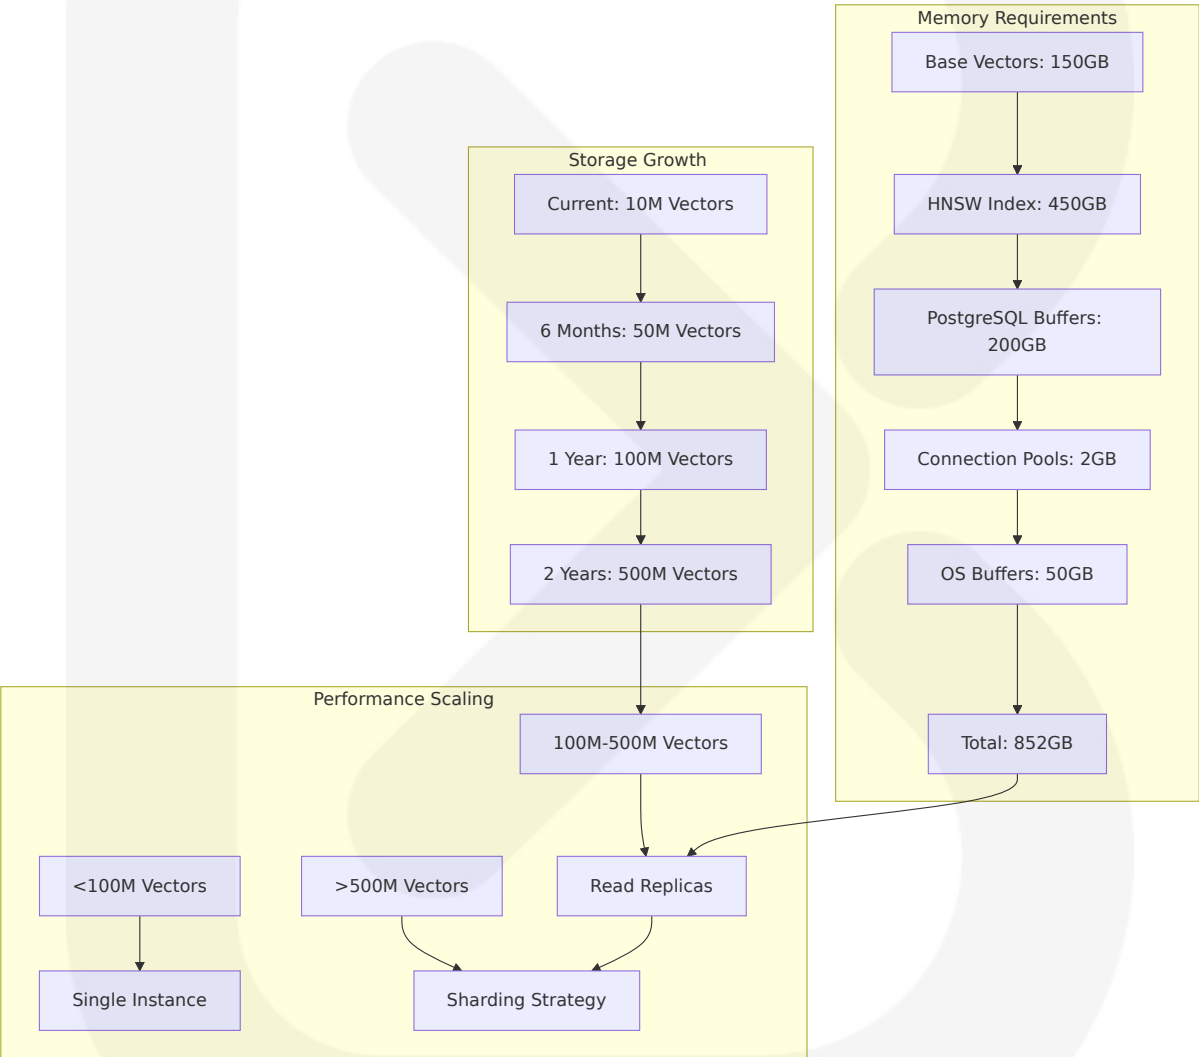 Memory Requirements
Base Vectors: 150GB
HNSW Index: 450GB
PostgreSQL Buffers:
200GB
Connection Pools: 2GB
OS Buffers: 50GB
Total: 852GB
Storage Growth
Current: 10M Vectors
6 Months: 50M Vectors
1 Year: 100M Vectors
2 Years: 500M Vectors
Performance Scaling
100M-500M Vectors
<100M Vectors
>500M Vectors
Read Replicas
Single Instance
Sharding Strategy